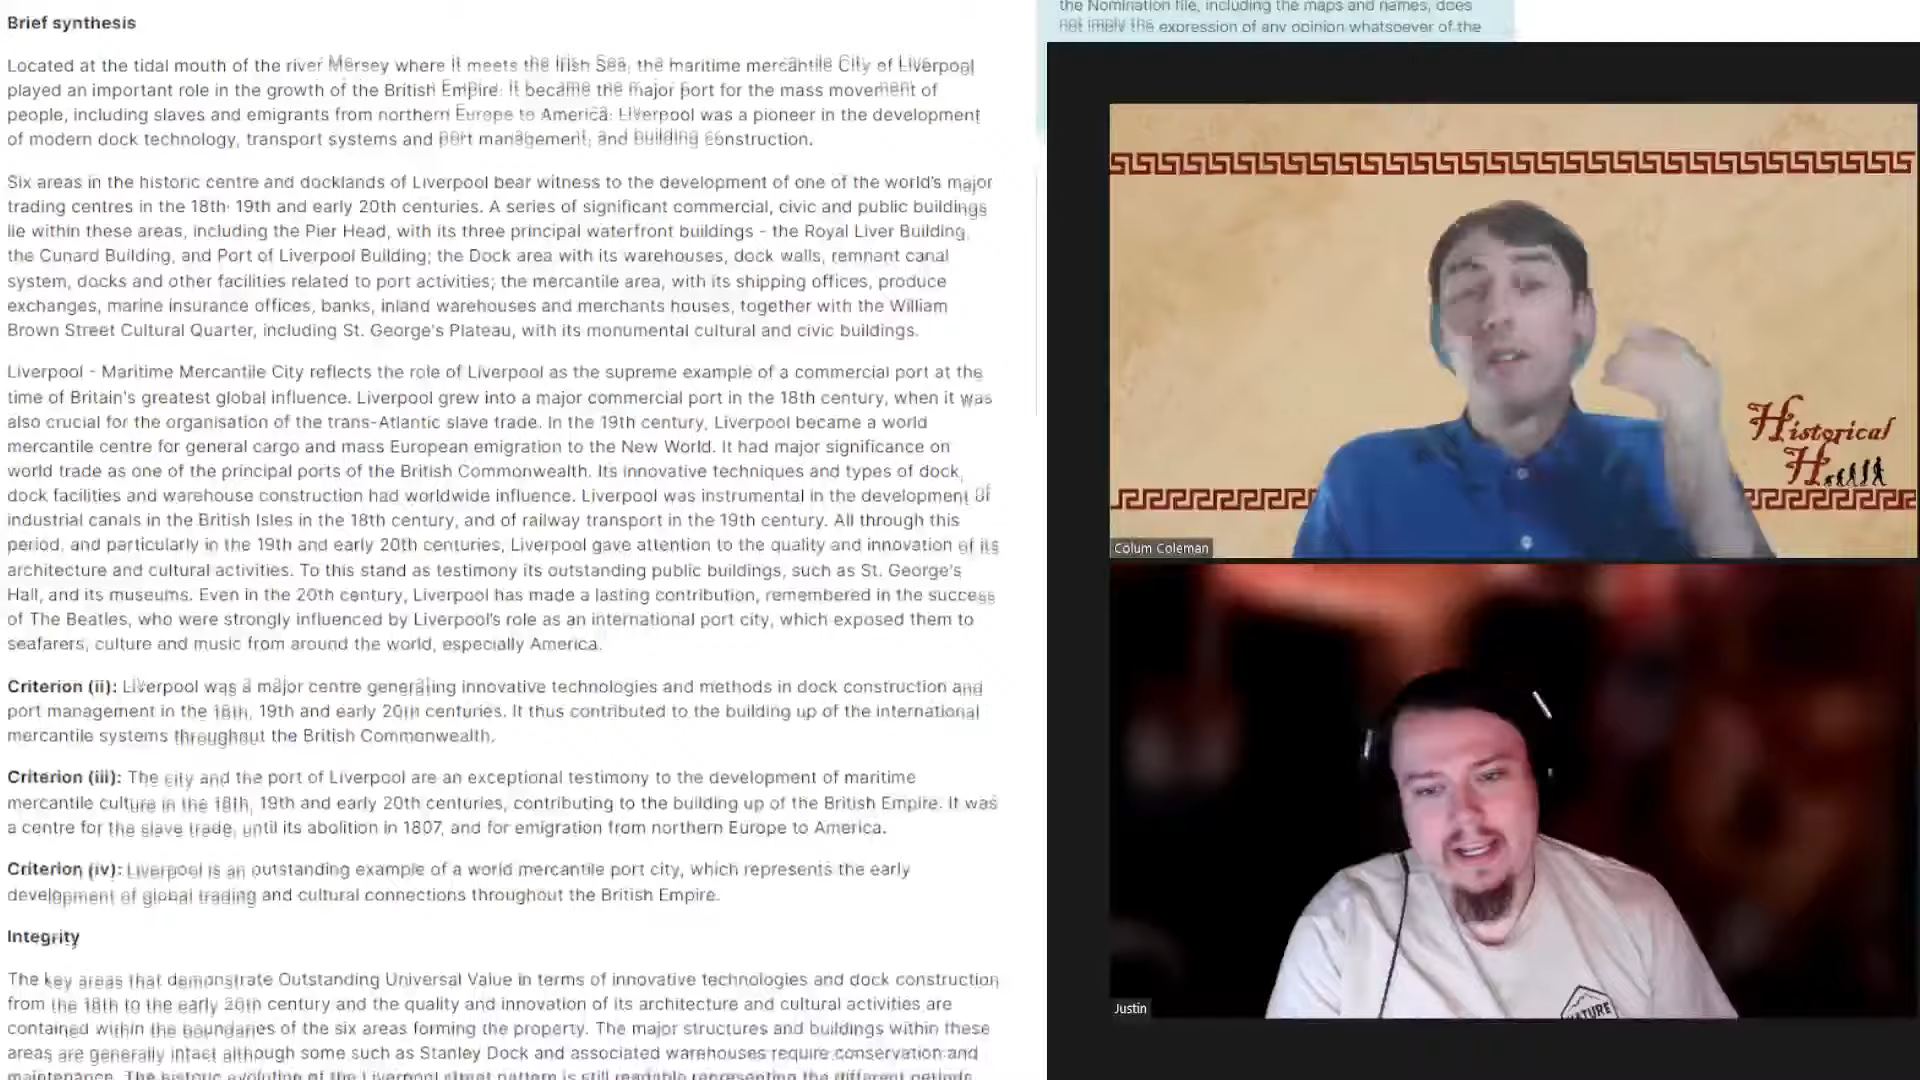 Brief synthesis
Located at the tidal mouth of the river Mersey where it meets the Irish Sea, the maritime mercantile City of Liverpool
played an important role in the growth of the British Empire. It became the major port for the mass movement of
people, including slaves and emigrants from northern Europe to America. Liverpool was a pioneer in the development
of modern dock technology, transport systems and port management, and building construction.
Six areas in the historic centre and docklands of Liverpool bear witness to the development of one of the world's major
trading centres in the 18th, 19th and early 20th centuries. A series of significant commercial, civic and public buildings
lie within these areas, including the Pier Head, with its three principal waterfront buildings - the Royal Liver Building,
the Cunard Building, and Port of Liverpool Building; the Dock area with its warehouses, dock walls, remnant canal
system, docks and other facilities related to port activities; the mercantile area, with its shipping offices, produce
exchanges, marine insurance offices, banks, inland warehouses and merchants houses, together with the William
Brown Street Cultural Quarter, including St. George's Plateau, with its monumental cultural and civic buildings.
Liverpool - Maritime Mercantile City reflects the role of Liverpool as the supreme example of a commercial port at the
time of Britain's greatest global influence. Liverpool grew into a major commercial port in the 18th century, when it was
also crucial for the organisation of the trans-Atlantic slave trade. In the 19th century, Liverpool became a world
mercantile centre for general cargo and mass European emigration to the New World. It had major significance on
world trade as one of the principal ports of the British Commonwealth. Its innovative techniques and types of dock,
dock facilities and warehouse construction had worldwide influence. Liverpool was instrumental in the development of
industrial canals in the British Isles in the 18th century, and of railway transport in the 19th century. All through this
period, and particularly in the 19th and early 20th centuries, Liverpool gave attention to the quality and innovation of its
architecture and cultural activities. To this stand as testimony its outstanding public buildings, such as St. George's
Hall, and its museums. Even in the 20th century, Liverpool has made a lasting contribution, remembered in the success
of The Beatles, who were strongly influenced by Liverpool's role as an international port city, which exposed them to
seafarers, culture and music from around the world, especially America.
Criterion (ii): Liverpool was a major centre generating innovative technologies and methods in dock construction and
port management in the 18th, 19th and early 20th centuries. It thus contributed to the building up of the international
mercantile systems throughout the British Commonwealth.
Criterion (iii): The city and the port of Liverpool are an exceptional testimony to the development of maritime
mercantile culture in the 18th, 19th and early 20th centuries, contributing to the building up of the British Empire. It was
a centre for the slave trade, until its abolition in 1807, and for emigration from northern Europe to America.
Criterion (iv): Liverpool is an outstanding example of a world mercantile port city, which represents the early
development of global trading and cultural connections throughout the British Empire.
Integrity
The key areas that demonstrate Outstanding Universal Value in terms of innovative technologies and dock construction
from the 18th to the early 20th century and the quality and innovation of its architecture and cultural activities are
contained within the boundaries of the six areas forming the property. The major structures and buildings within these
areas are generally intact although some such as Stanley Dock and associated warehouses require conservation and
maintenance. The historic evolution of the Liverpool street pattern is still readable representing the different periods
the Nomination file, including the maps and names, does
not imply the expression of any opinion whatsoever of the
Historical
H
Colum Coleman
NATURE
Justin